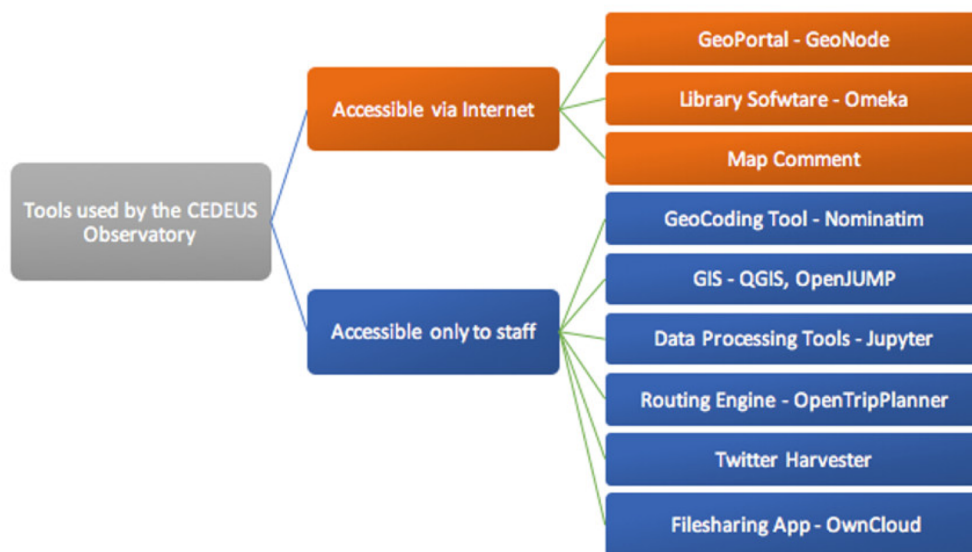 Tools used by the CEDEUS
Observatory
Accessible via Internet
GeoPortal - GeoNode
Library Sofwtare - Omeka
Map Comment
Accessible only to staff
GeoCoding Tool - Nominatim
GIS - QGIS, OpenJUMP
Data Processing Tools - Jupyter
Routing Engine - OpenTripPlanner
Twitter Harvester
Filesharing App - OwnCloud